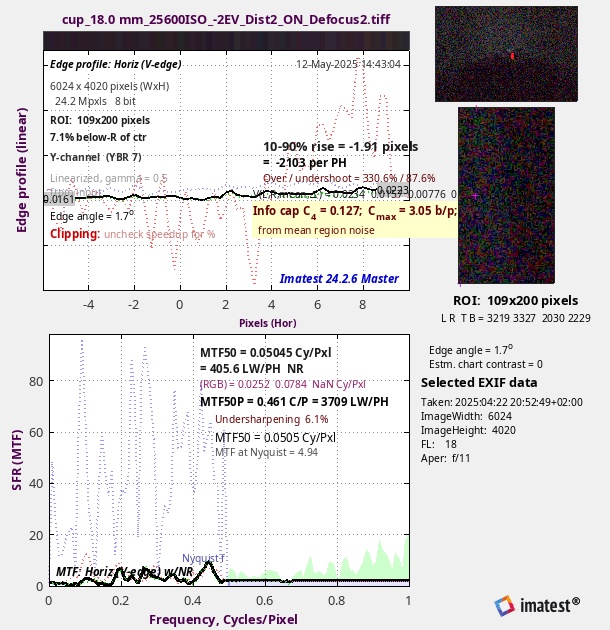 cup_18.0 mm_25600ISO_-2EV_Dist2_ON_Defocus2.tiff
Edge profile: Horiz (V-edge)
12-May-2025 14:43:04
6024 x 4020 pixels (WxH)
24.2 Mpxls   8 bit
ROI:  109x200 pixels
7.1% below-R of ctr
Y-channel  (YBR 7)
Linearized, gamma = 0.5
10-90% rise = -1.91 pixels
=  -2103 per PH
Over / undershoot = 330.6% / 87.6%
0.0161
0.0223
Info cap C4 = 0.127;  Cmax = 3.05 b/p;
from mean region noise
Edge angle = 1.7o
Clipping: uncheck speedup for %
Imatest 24.2.6 Master
Edge profile (linear)
-4 -2 0 2 4 6 8
Pixels (Hor)
ROI:  109x200 pixels
L R  T B = 3219 3327  2030 2229
Edge angle = 1.7o
Estm. chart contrast = 0
Selected EXIF data
Taken: 2025:04:22 20:52:49+02:00
ImageWidth:  6024
ImageHeight:  4020
FL:   18
Aper:  f/11
MTF50 = 0.05045 Cy/Pxl
= 405.6 LW/PH  NR
(RGB) = 0.0252  0.0784  NaN Cy/Pxl
MTF50P = 0.461 C/P = 3709 LW/PH
Undersharpening  6.1%
MTF50 = 0.0505 Cy/Pxl
MTF at Nyquist = 4.94
Nyquist f
MTF: Horiz (V-edge) w/NR
SFR (MTF)
80
60
40
20
0
0 0.2 0.4 0.6 0.8 1
Frequency, Cycles/Pixel
imatest®